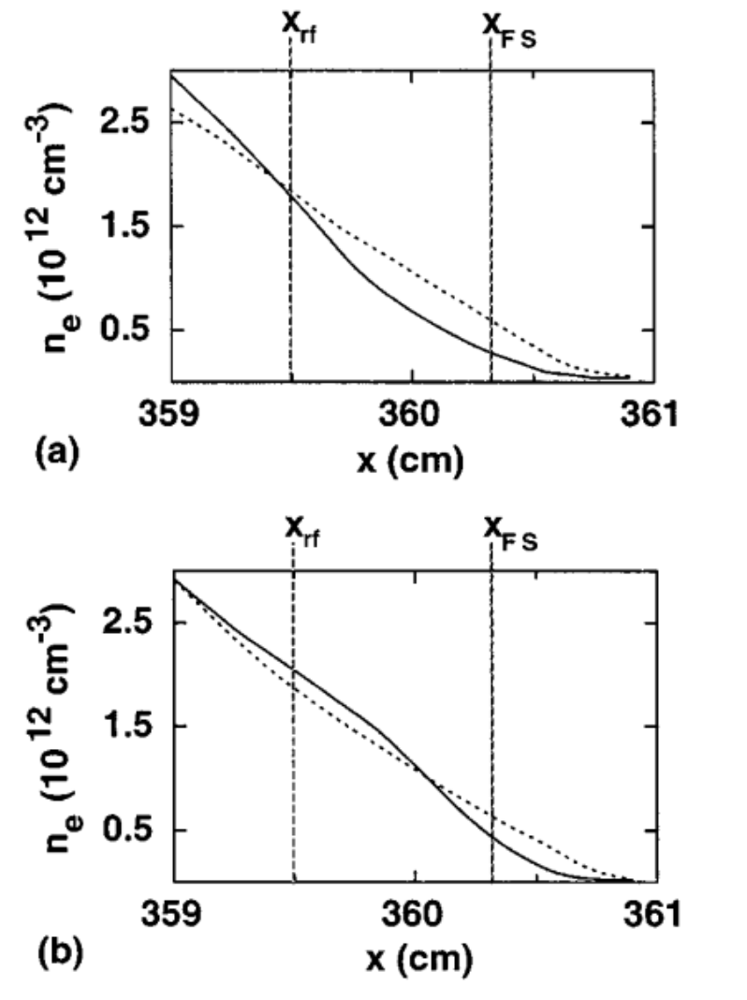 x_rf x_FS
n_e (10^12 cm^-3)
2.5
1.5
0.5
359 360 361
(a) x (cm)
x_rf x_FS
n_e (10^12 cm^-3)
2.5
1.5
0.5
359 360 361
(b) x (cm)